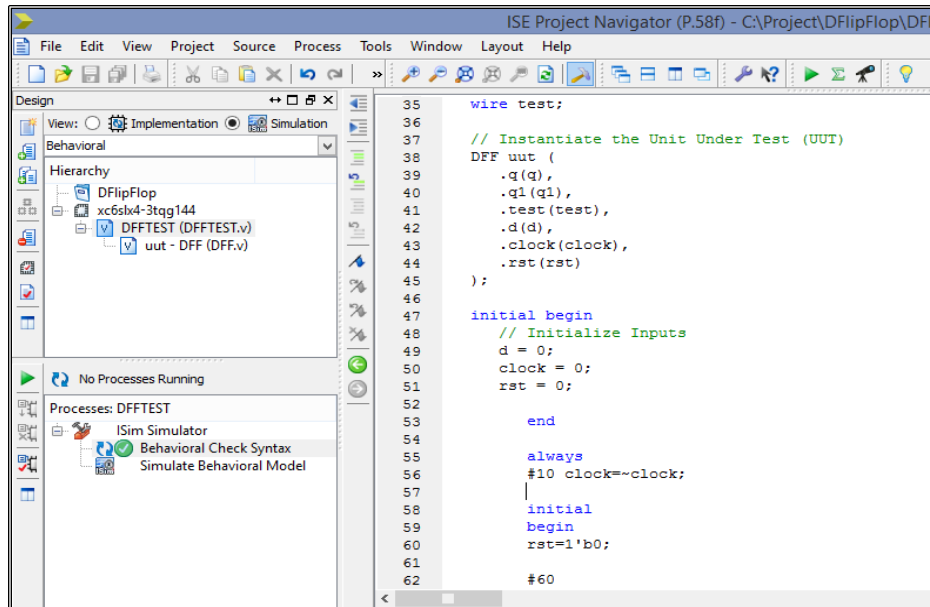 ISE Project Navigator (P.58f) - C:\Project\DFlipFlop\DFl
File Edit View Project Source Process Tools Window Layout Help
Design
View: Implementation Simulation
Behavioral
Hierarchy
DFlipFlop
xc6slx4-3tqg144
DFFTEST (DFFTEST.v)
uut - DFF (DFF.v)
No Processes Running
Processes: DFFTEST
ISim Simulator
Behavioral Check Syntax
Simulate Behavioral Model
35 wire test;
36
37 // Instantiate the Unit Under Test (UUT)
38 DFF uut (
39 .q(q),
40 .q1(q1),
41 .test(test),
42 .d(d),
43 .clock(clock),
44 .rst(rst)
45 );
46
47 initial begin
48 // Initialize Inputs
49 d = 0;
50 clock = 0;
51 rst = 0;
52
53 end
54
55 always
56 #10 clock=~clock;
57
58 initial
59 begin
60 rst=1'b0;
61
62 #60